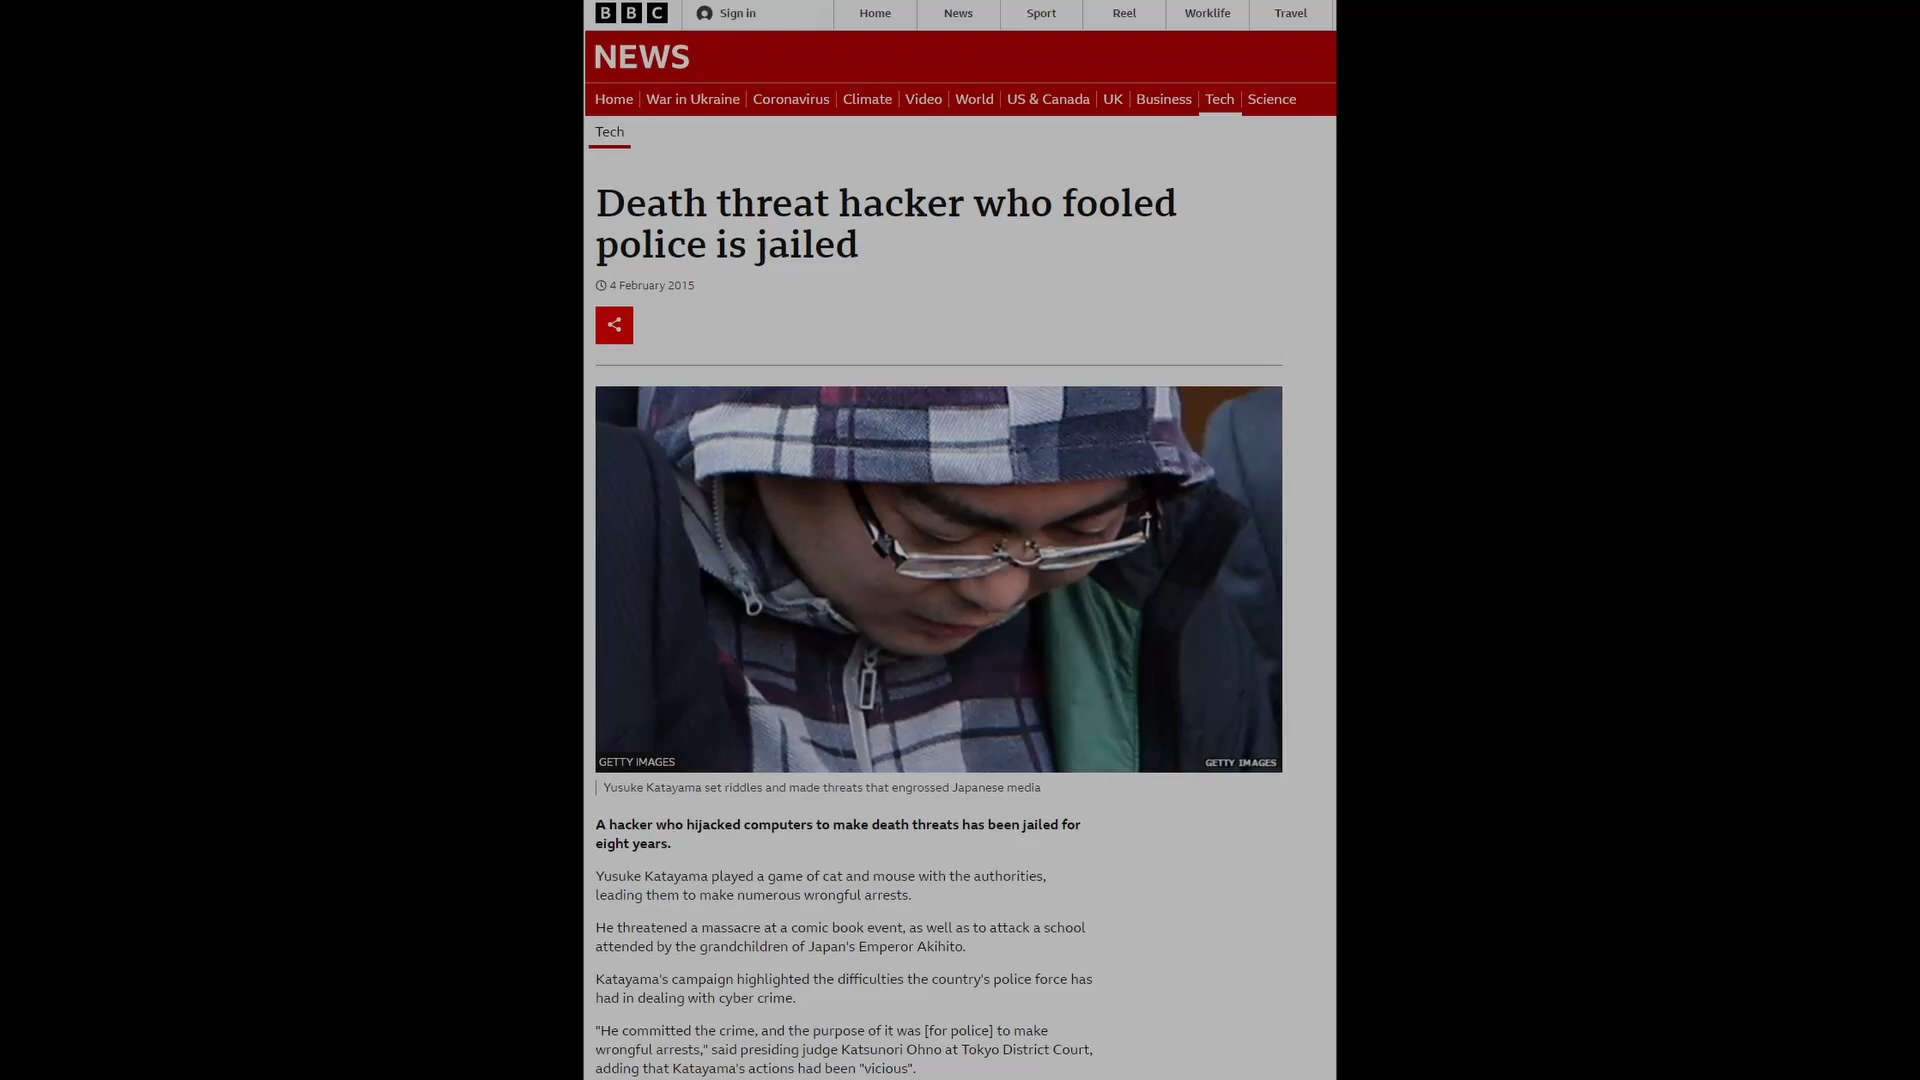 BBC Sign in Home News Sport Reel Worklife Travel
NEWS
Home War in Ukraine Coronavirus Climate Video World US & Canada UK Business Tech Science
Tech
Death threat hacker who fooled
police is jailed
4 February 2015
GETTY IMAGES GETTY IMAGES
Yusuke Katayama set riddles and made threats that engrossed Japanese media
A hacker who hijacked computers to make death threats has been jailed for
eight years.
Yusuke Katayama played a game of cat and mouse with the authorities,
leading them to make numerous wrongful arrests.
He threatened a massacre at a comic book event, as well as to attack a school
attended by the grandchildren of Japan's Emperor Akihito.
Katayama's campaign highlighted the difficulties the country's police force has
had in dealing with cyber crime.
"He committed the crime, and the purpose of it was [for police] to make
wrongful arrests," said presiding judge Katsunori Ohno at Tokyo District Court,
adding that Katayama's actions had been "vicious".